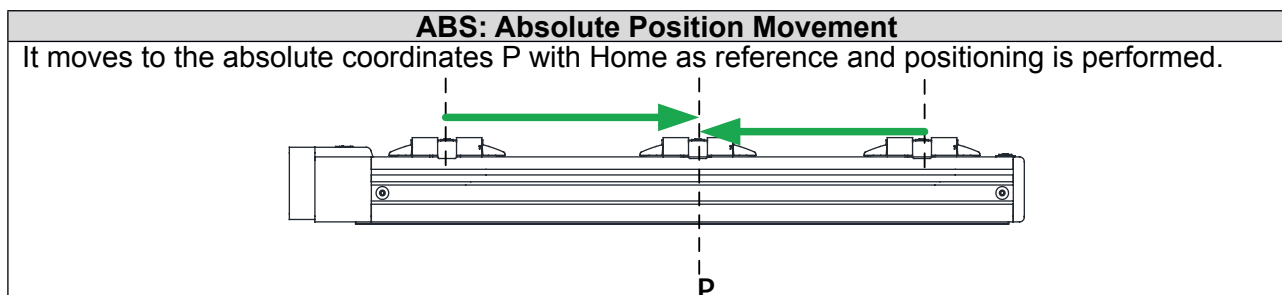 ABS: Absolute Position Movement
It moves to the absolute coordinates P with Home as reference and positioning is performed.
P